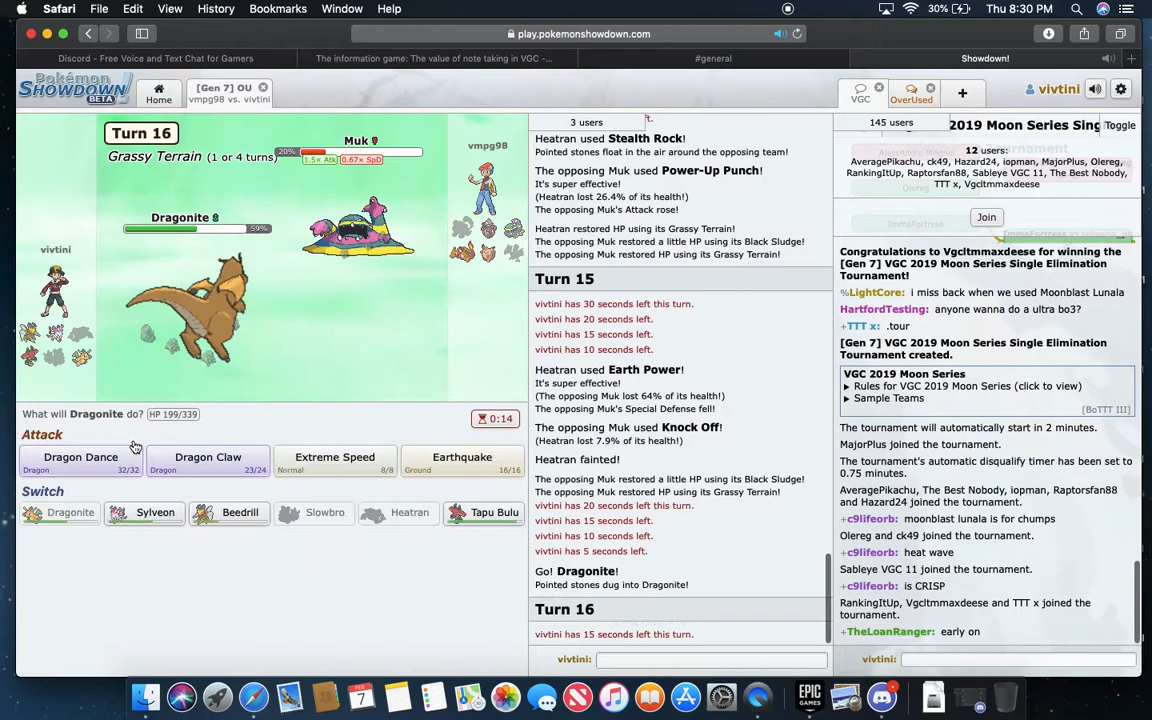 Safari File Edit View History Bookmarks Window Help 30% Thu 8:30 PM
play.pokemonshowdown.com
Discord - Free Voice and Text Chat for Gamers
The information game: The value of note taking in VGC -...
#general
Showdown!
Pokémon SHOWDOWN BETA
Home
[Gen 7] OU
vmpg98 vs. vivtini
VGC
OverUsed
vivtini
Turn 16
Grassy Terrain (1 or 4 turns)
Muk
20%
1.5× Atk 0.67× SpD
vmpg98
Dragonite
59%
vivtini
What will Dragonite do? HP 199/339
0:14
Attack
Dragon Dance
Dragon 32/32
Dragon Claw
Dragon 23/24
Extreme Speed
Normal 8/8
Earthquake
Ground 16/16
Switch
Dragonite Sylveon Beedrill Slowbro Heatran Tapu Bulu
3 users
Heatran used Stealth Rock!
Pointed stones float in the air around the opposing team!
The opposing Muk used Power-Up Punch!
It's super effective!
(Heatran lost 26.4% of its health!)
The opposing Muk's Attack rose!
Heatran restored HP using its Grassy Terrain!
The opposing Muk restored a little HP using its Black Sludge!
The opposing Muk restored HP using its Grassy Terrain!
Turn 15
vivtini has 30 seconds left this turn.
vivtini has 20 seconds left.
vivtini has 15 seconds left.
vivtini has 10 seconds left.
Heatran used Earth Power!
It's super effective!
(The opposing Muk lost 64% of its health!)
The opposing Muk's Special Defense fell!
The opposing Muk used Knock Off!
(Heatran lost 7.9% of its health!)
Heatran fainted!
The opposing Muk restored a little HP using its Black Sludge!
The opposing Muk restored HP using its Grassy Terrain!
vivtini has 20 seconds left this turn.
vivtini has 15 seconds left.
vivtini has 10 seconds left.
vivtini has 5 seconds left.
Go! Dragonite!
Pointed stones dug into Dragonite!
Turn 16
vivtini has 15 seconds left this turn.
vivtini:
145 users
2019 Moon Series Sing
Toggle
12
users:
AveragePikachu, ck49, Hazard24, iopman, MajorPlus, Olereg,
RankingItUp, Raptorsfan88, Sableye VGC 11, The Best Nobody,
TTT x, Vgcltmmaxdeese
Join
Congratulations to Vgcltmmaxdeese for winning the
[Gen 7] VGC 2019 Moon Series Single Elimination
Tournament!
%LightCore: i miss back when we used Moonblast Lunala
HartfordTesting: anyone wanna do a ultra bo3?
+TTT x: .tour
[Gen 7] VGC 2019 Moon Series Single Elimination
Tournament created.
VGC 2019 Moon Series
▸ Rules for VGC 2019 Moon Series (click to view)
▸ Sample Teams
[BoTTT III]
The tournament will automatically start in 2 minutes.
MajorPlus joined the tournament.
The tournament's automatic disqualify timer has been set to
0.75 minutes.
AveragePikachu, The Best Nobody, iopman, Raptorsfan88
and Hazard24 joined the tournament.
+c9lifeorb: moonblast lunala is for chumps
Olereg and ck49 joined the tournament.
+c9lifeorb: heat wave
Sableye VGC 11 joined the tournament.
+c9lifeorb: is CRISP
RankingItUp, Vgcltmmaxdeese and TTT x joined the
tournament.
+TheLoanRanger: early on
vivtini:
FEB
7
EPIC
GAMES